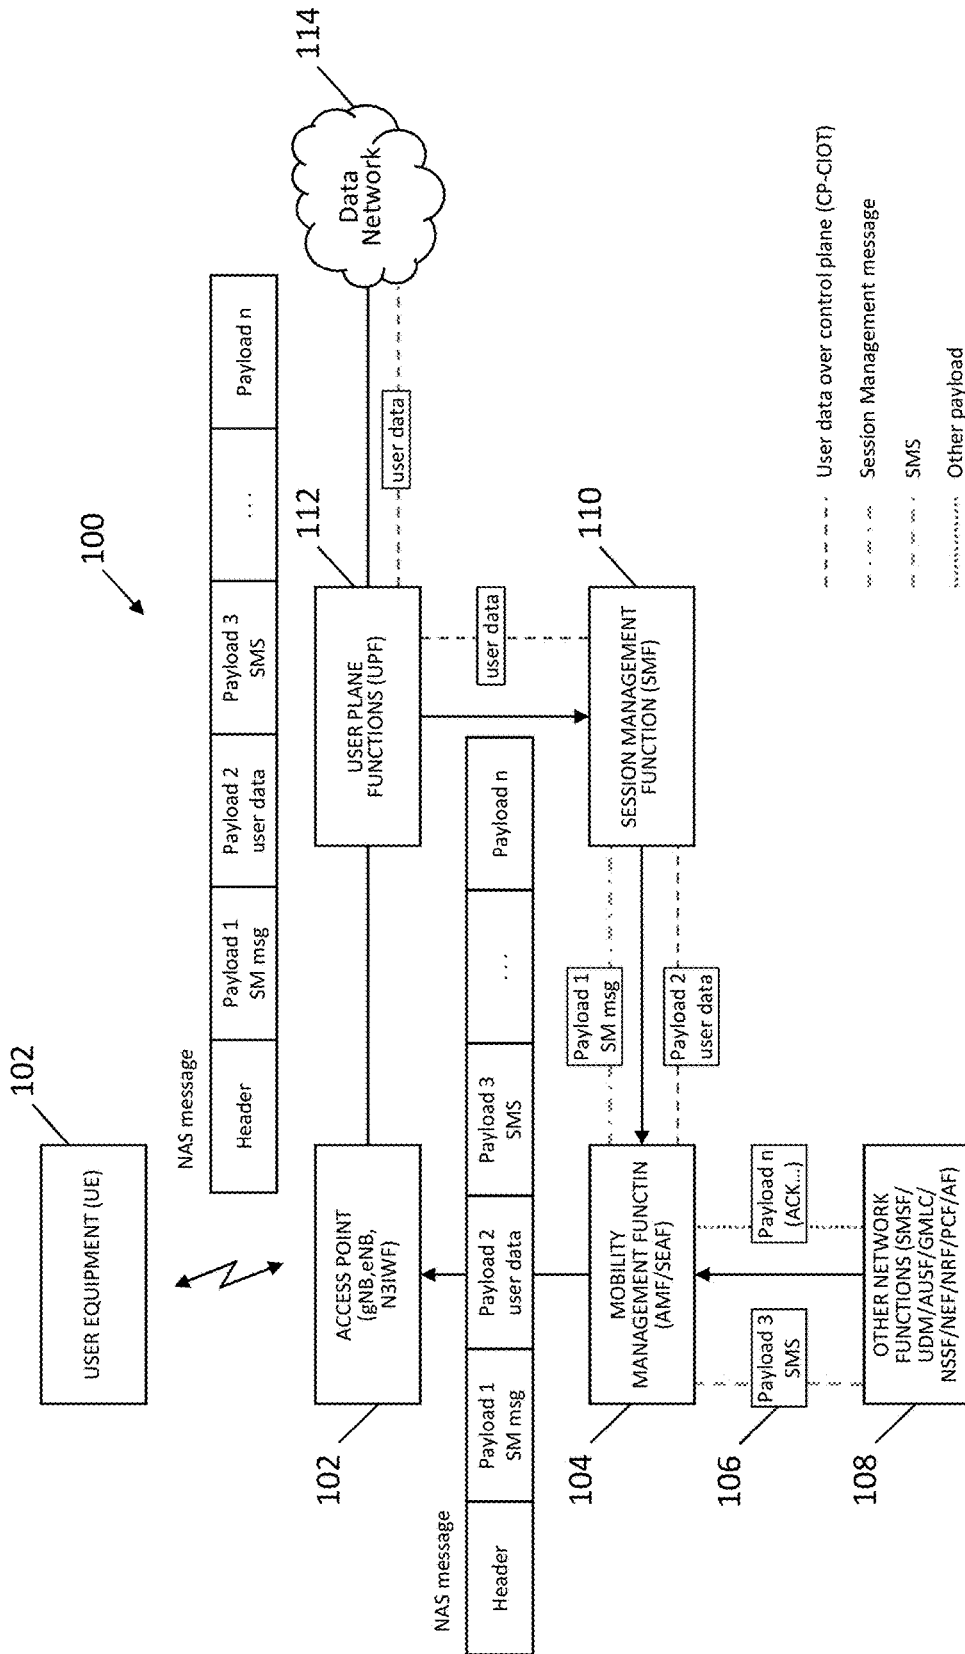 100
102
USER EQUIPMENT (UE)
NAS message
Header
Payload 1
SM msg
Payload 2
user data
Payload 3
SMS
. . .
Payload n
102
ACCESS POINT
(gNB,eNB,
N3IWF)
112
USER PLANE
FUNCTIONS (UPF)
user data
114
Data
Network
NAS message
Header
Payload 1
SM msg
Payload 2
user data
Payload 3
SMS
. . .
Payload n
user data
104
MOBILITY
MANAGEMENT FUNCTIN
(AMF/SEAF)
Payload 1
SM msg
Payload 2
user data
110
SESSION MANAGEMENT
FUNCTION (SMF)
106
Payload 3
SMS
Payload n
(ACK...)
108
OTHER NETWORK
FUNCTIONS (SMSF/
UDM/AUSF/GMLC/
NSSF/NEF/NRF/PCF/AF)
User data over control plane (CP-CIOT)
Session Management message
SMS
Other payload